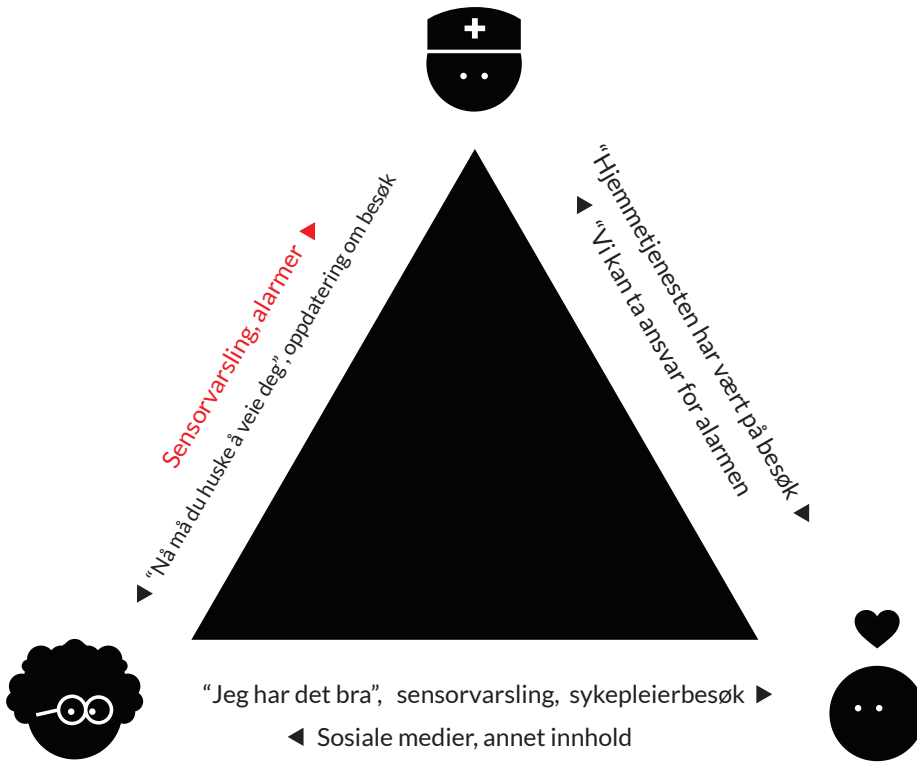 Sensorvarsling, alarmer
“Nå må du huske å veie deg”, oppdatering om besøk
“Hjemmetjenesten har vært på besøk
“Vi kan ta ansvar for alarmen
“Jeg har det bra”, sensorvarsling, sykepleierbesøk
Sosiale medier, annet innhold